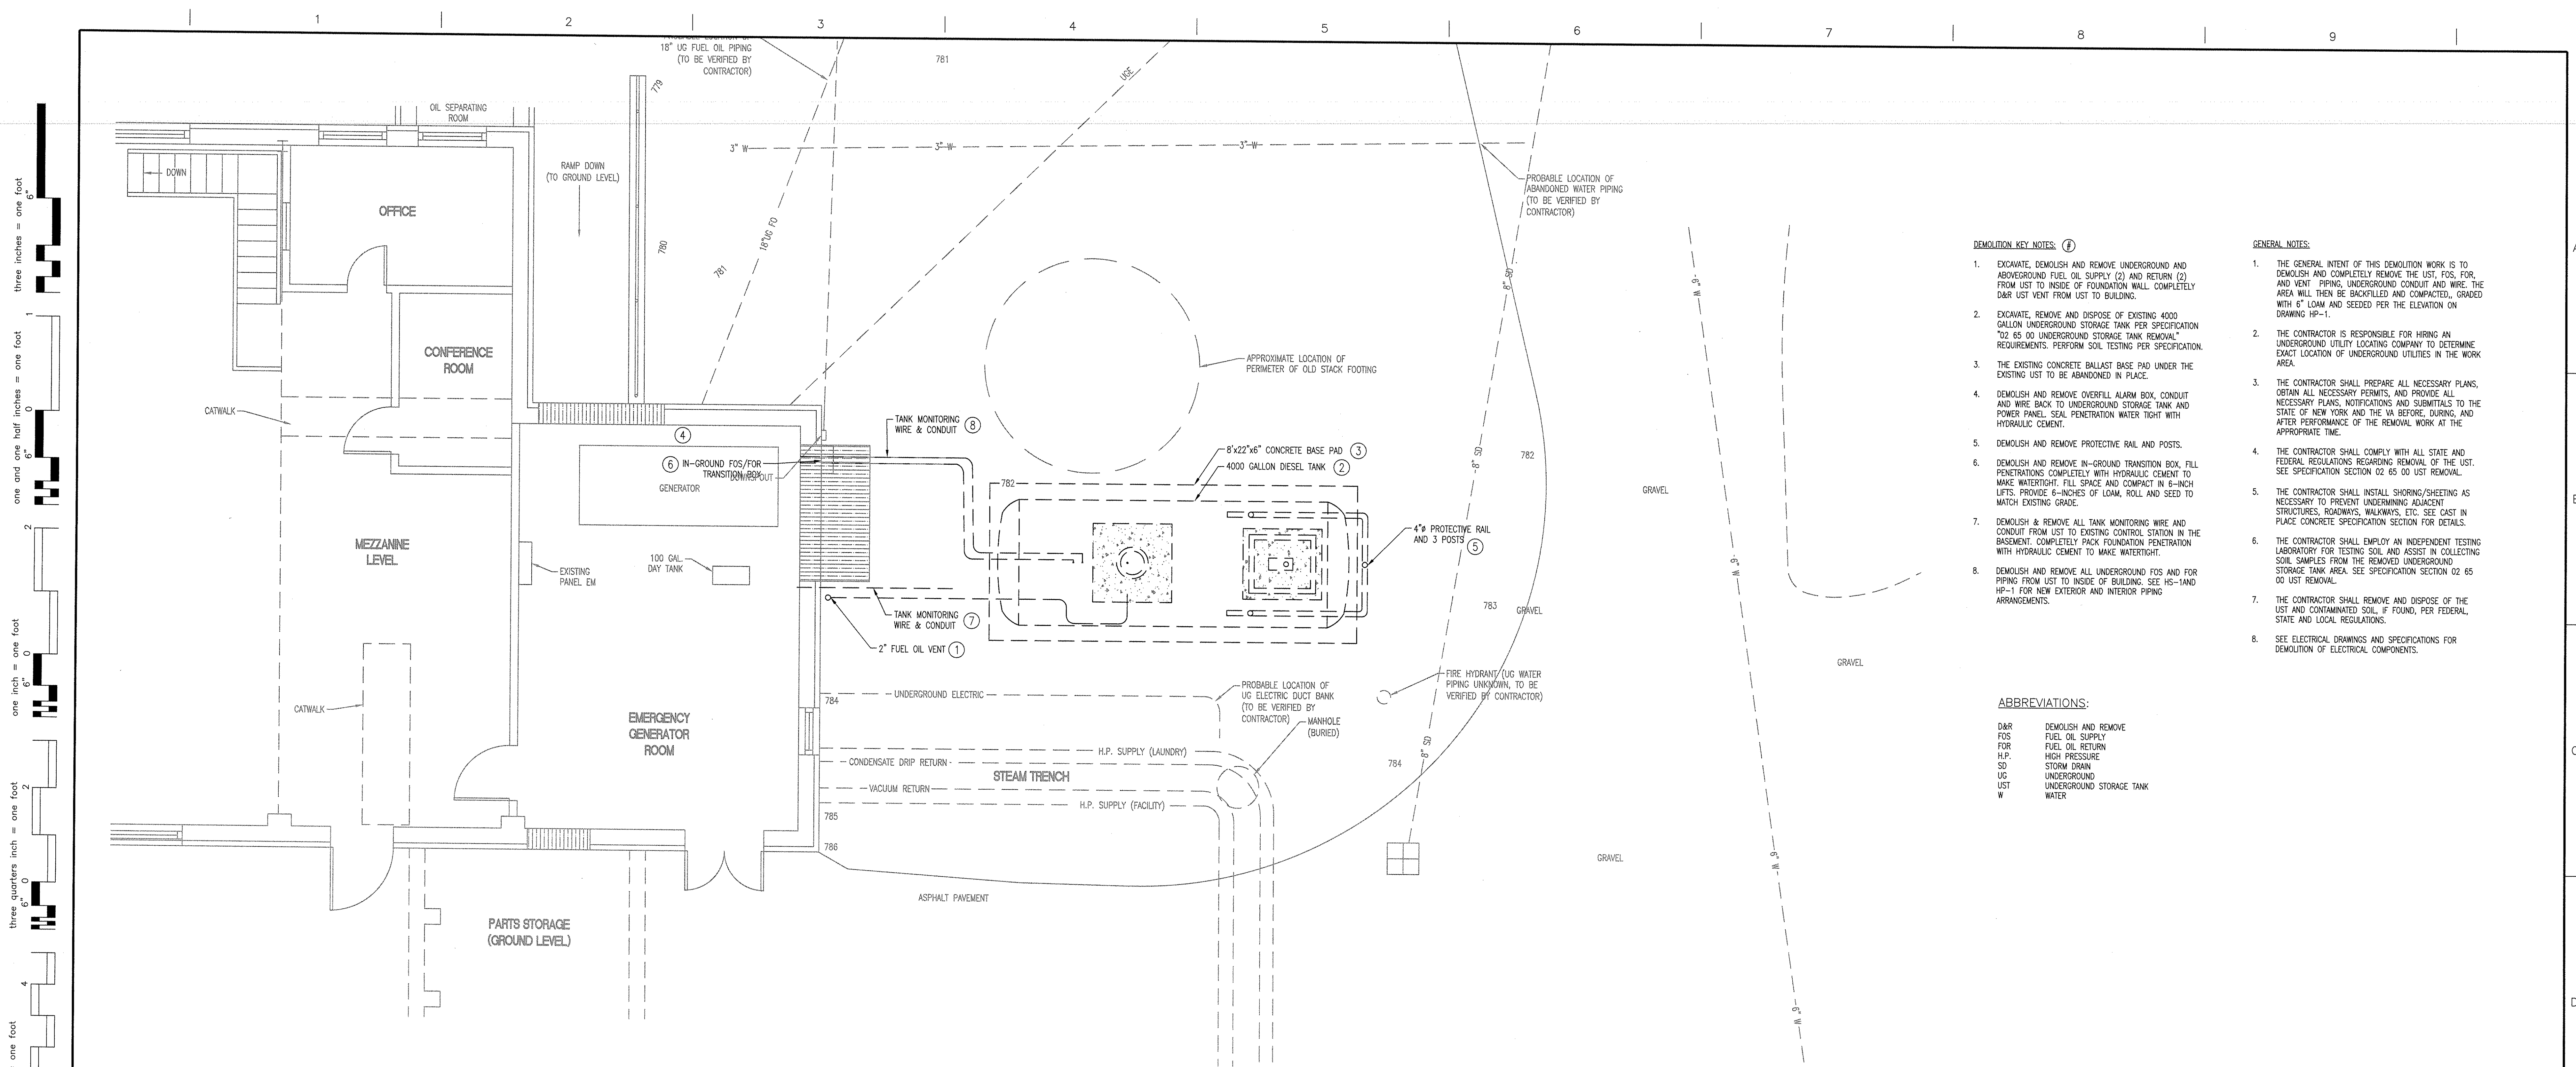 1 2 3 4 5 6 7 8 9
18" UG FUEL OIL PIPING
(TO BE VERIFIED BY
CONTRACTOR)
779
781
UGE
OIL SEPARATING
ROOM
DOWN
OFFICE
RAMP DOWN
(TO GROUND LEVEL)
780
781
18"UG FO
3" W
3" W
3" W
PROBABLE LOCATION OF
ABANDONED WATER PIPING
(TO BE VERIFIED BY
CONTRACTOR)
8" SD
6" W
CONFERENCE
ROOM
CATWALK
APPROXIMATE LOCATION OF
PERIMETER OF OLD STACK FOOTING
TANK MONITORING
WIRE & CONDUIT 8
4
6 IN-GROUND FOS/FOR
TRANSITION BOX
DOWNSPOUT
GENERATOR
8'x22"x6" CONCRETE BASE PAD 3
4000 GALLON DIESEL TANK 2
782
782
8" SD
GRAVEL
4"ø PROTECTIVE RAIL
AND 3 POSTS 5
MEZZANINE
LEVEL
EXISTING
PANEL EM
100 GAL.
DAY TANK
TANK MONITORING
WIRE & CONDUIT 7
2" FUEL OIL VENT 1
783
GRAVEL
6" W
GRAVEL
CATWALK
EMERGENCY
GENERATOR
ROOM
784
UNDERGROUND ELECTRIC
PROBABLE LOCATION OF
UG ELECTRIC DUCT BANK
(TO BE VERIFIED BY
CONTRACTOR)
MANHOLE
(BURIED)
FIRE HYDRANT (UG WATER
PIPING UNKNOWN, TO BE
VERIFIED BY CONTRACTOR)
H.P. SUPPLY (LAUNDRY)
CONDENSATE DRIP RETURN
STEAM TRENCH
VACUUM RETURN
H.P. SUPPLY (FACILITY)
8" SD
784
785
786
GRAVEL
6" W
ASPHALT PAVEMENT
PARTS STORAGE
(GROUND LEVEL)
6" W
DEMOLITION KEY NOTES: #
1. EXCAVATE, DEMOLISH AND REMOVE UNDERGROUND AND
ABOVEGROUND FUEL OIL SUPPLY (2) AND RETURN (2)
FROM UST TO INSIDE OF FOUNDATION WALL. COMPLETELY
D&R UST VENT FROM UST TO BUILDING.
2. EXCAVATE, REMOVE AND DISPOSE OF EXISTING 4000
GALLON UNDERGROUND STORAGE TANK PER SPECIFICATION
"02 65 00 UNDERGROUND STORAGE TANK REMOVAL"
REQUIREMENTS. PERFORM SOIL TESTING PER SPECIFICATION.
3. THE EXISTING CONCRETE BALLAST BASE PAD UNDER THE
EXISTING UST TO BE ABANDONED IN PLACE.
4. DEMOLISH AND REMOVE OVERFILL ALARM BOX, CONDUIT
AND WIRE BACK TO UNDERGROUND STORAGE TANK AND
POWER PANEL. SEAL PENETRATION WATER TIGHT WITH
HYDRAULIC CEMENT.
5. DEMOLISH AND REMOVE PROTECTIVE RAIL AND POSTS.
6. DEMOLISH AND REMOVE IN-GROUND TRANSITION BOX, FILL
PENETRATIONS COMPLETELY WITH HYDRAULIC CEMENT TO
MAKE WATERTIGHT. FILL SPACE AND COMPACT IN 6-INCH
LIFTS. PROVIDE 6-INCHES OF LOAM, ROLL AND SEED TO
MATCH EXISTING GRADE.
7. DEMOLISH & REMOVE ALL TANK MONITORING WIRE AND
CONDUIT FROM UST TO EXISTING CONTROL STATION IN THE
BASEMENT. COMPLETELY PACK FOUNDATION PENETRATION
WITH HYDRAULIC CEMENT TO MAKE WATERTIGHT.
8. DEMOLISH AND REMOVE ALL UNDERGROUND FOS AND FOR
PIPING FROM UST TO INSIDE OF BUILDING. SEE HS-1AND
HP-1 FOR NEW EXTERIOR AND INTERIOR PIPING
ARRANGEMENTS.
GENERAL NOTES:
1. THE GENERAL INTENT OF THIS DEMOLITION WORK IS TO
DEMOLISH AND COMPLETELY REMOVE THE UST, FOS, FOR,
AND VENT PIPING, UNDERGROUND CONDUIT AND WIRE. THE
AREA WILL THEN BE BACKFILLED AND COMPACTED,, GRADED
WITH 6" LOAM AND SEEDED PER THE ELEVATION ON
DRAWING HP-1.
2. THE CONTRACTOR IS RESPONSIBLE FOR HIRING AN
UNDERGROUND UTILITY LOCATING COMPANY TO DETERMINE
EXACT LOCATION OF UNDERGROUND UTILITIES IN THE WORK
AREA.
3. THE CONTRACTOR SHALL PREPARE ALL NECESSARY PLANS,
OBTAIN ALL NECESSARY PERMITS, AND PROVIDE ALL
NECESSARY PLANS, NOTIFICATIONS AND SUBMITTALS TO THE
STATE OF NEW YORK AND THE VA BEFORE, DURING, AND
AFTER PERFORMANCE OF THE REMOVAL WORK AT THE
APPROPRIATE TIME.
4. THE CONTRACTOR SHALL COMPLY WITH ALL STATE AND
FEDERAL REGULATIONS REGARDING REMOVAL OF THE UST.
SEE SPECIFICATION SECTION 02 65 00 UST REMOVAL.
5. THE CONTRACTOR SHALL INSTALL SHORING/SHEETING AS
NECESSARY TO PREVENT UNDERMINING ADJACENT
STRUCTURES, ROADWAYS, WALKWAYS, ETC. SEE CAST IN
PLACE CONCRETE SPECIFICATION SECTION FOR DETAILS.
6. THE CONTRACTOR SHALL EMPLOY AN INDEPENDENT TESTING
LABORATORY FOR TESTING SOIL AND ASSIST IN COLLECTING
SOIL SAMPLES FROM THE REMOVED UNDERGROUND
STORAGE TANK AREA. SEE SPECIFICATION SECTION 02 65
00 UST REMOVAL.
7. THE CONTRACTOR SHALL REMOVE AND DISPOSE OF THE
UST AND CONTAMINATED SOIL, IF FOUND, PER FEDERAL,
STATE AND LOCAL REGULATIONS.
8. SEE ELECTRICAL DRAWINGS AND SPECIFICATIONS FOR
DEMOLITION OF ELECTRICAL COMPONENTS.
ABBREVIATIONS:
D&R DEMOLISH AND REMOVE
FOS FUEL OIL SUPPLY
FOR FUEL OIL RETURN
H.P. HIGH PRESSURE
SD STORM DRAIN
UG UNDERGROUND
UST UNDERGROUND STORAGE TANK
W WATER
three inches = one foot
6"
one and one half inches = one foot
1 0 6"
one inch = one foot
2 0 6"
three quarters inch = one foot
2 0 6"
one foot
4